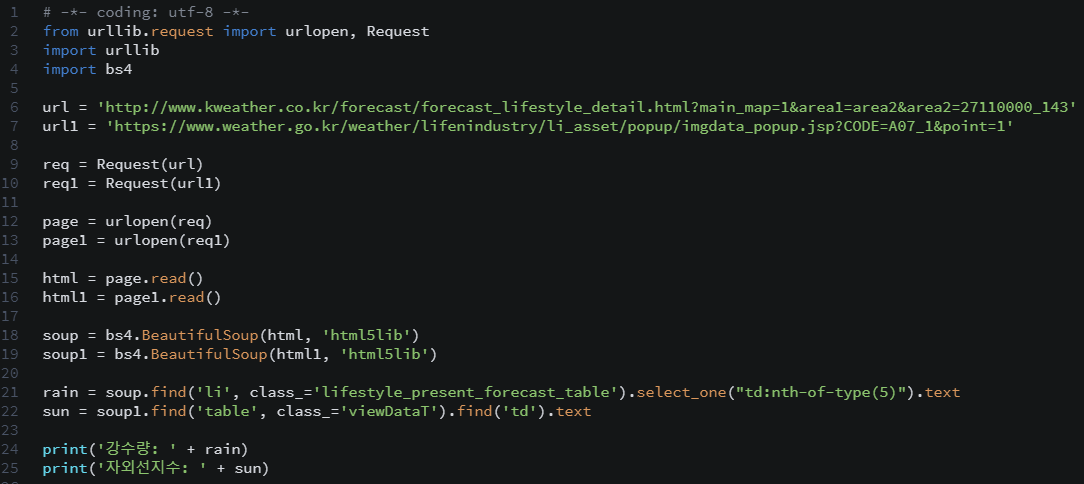 1 # -*- coding: utf-8 -*-
2 from urllib.request import urlopen, Request
3 import urllib
4 import bs4
5
6 url = 'http://www.kweather.co.kr/forecast/forecast_lifestyle_detail.html?main_map=1&area1=area2&area2=27110000_143'
7 url1 = 'https://www.weather.go.kr/weather/lifenindustry/li_asset/popup/imgdata_popup.jsp?CODE=A07_1&point=1'
8
9 req = Request(url)
10 req1 = Request(url1)
11
12 page = urlopen(req)
13 page1 = urlopen(req1)
14
15 html = page.read()
16 html1 = page1.read()
17
18 soup = bs4.BeautifulSoup(html, 'html5lib')
19 soup1 = bs4.BeautifulSoup(html1, 'html5lib')
20
21 rain = soup.find('li', class_='lifestyle_present_forecast_table').select_one("td:nth-of-type(5)").text
22 sun = soup1.find('table', class_='viewDataT').find('td').text
23
24 print('강수량: ' + rain)
25 print('자외선지수: ' + sun)